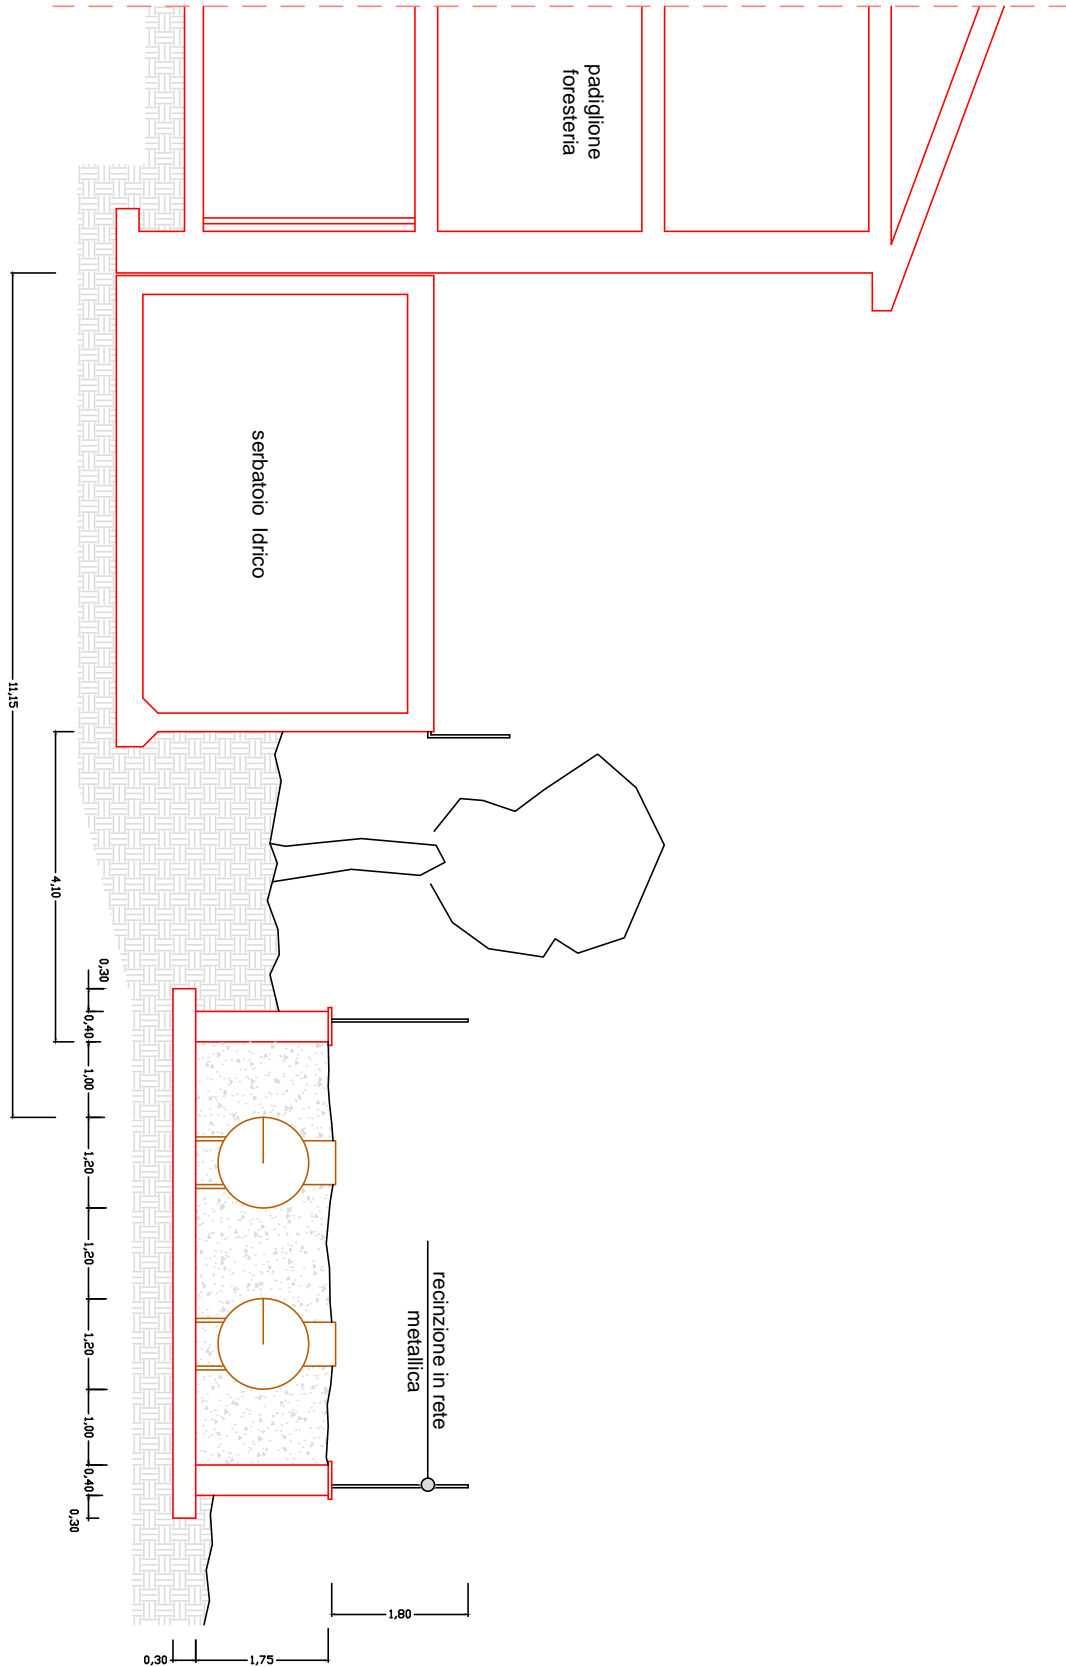 padiglione
foresteria
serbatoio Idrico
recinzione in rete
metallica
11,15
4,10
0,30
0,40
1,00
1,20
1,20
1,20
1,00
0,40
0,30
1,80
0,30
1,75